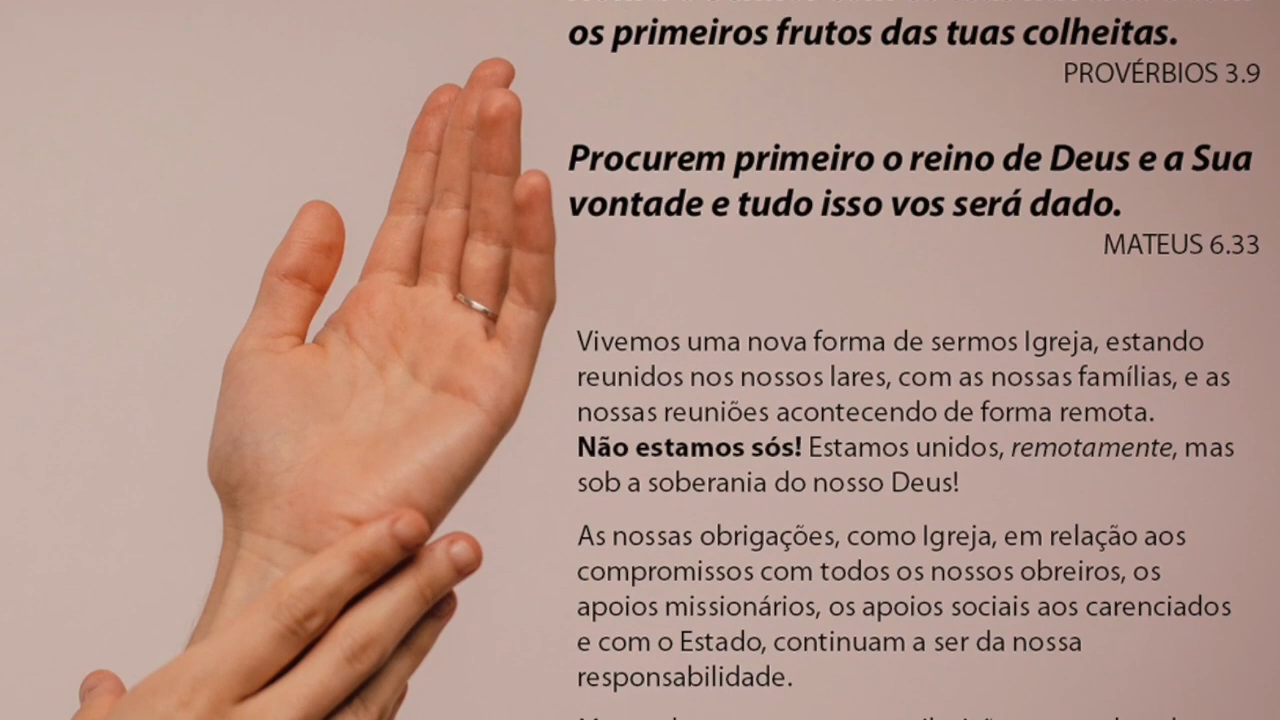 os primeiros frutos das tuas colheitas.
PROVÉRBIOS 3.9
Procurem primeiro o reino de Deus e a Sua
vontade e tudo isso vos será dado.
MATEUS 6.33
Vivemos uma nova forma de sermos Igreja, estando
reunidos nos nossos lares, com as nossas famílias, e as
nossas reuniões acontecendo de forma remota.
Não estamos sós! Estamos unidos, remotamente, mas
sob a soberania do nosso Deus!
As nossas obrigações, como Igreja, em relação aos
compromissos com todos os nossos obreiros, os
apoios missionários, os apoios sociais aos carenciados
e com o Estado, continuam a ser da nossa
responsabilidade.